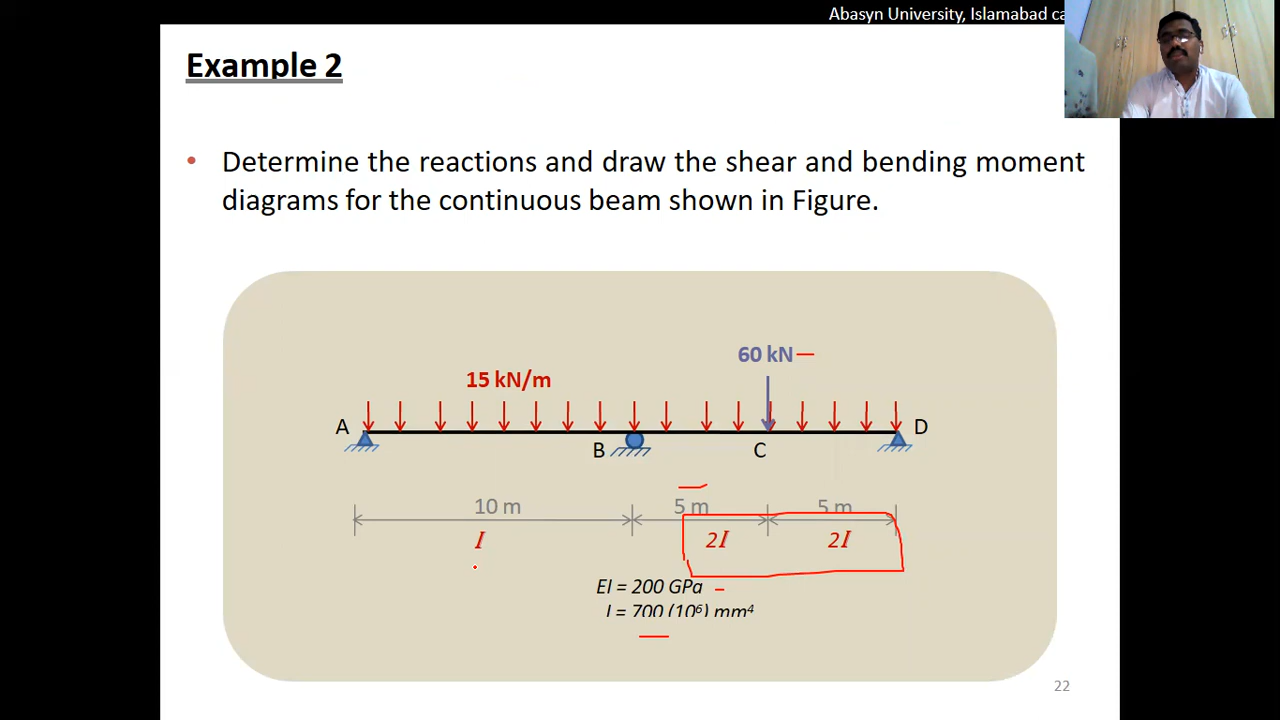 Abasyn University, Islamabad
Example 2
• Determine the reactions and draw the shear and bending moment
diagrams for the continuous beam shown in Figure.
60 kN
15 kN/m
A
D
B
C
10 m
5 m
5 m
I
2I
2I
EI = 200 GPa
I = 700 (10⁶) mm⁴
22